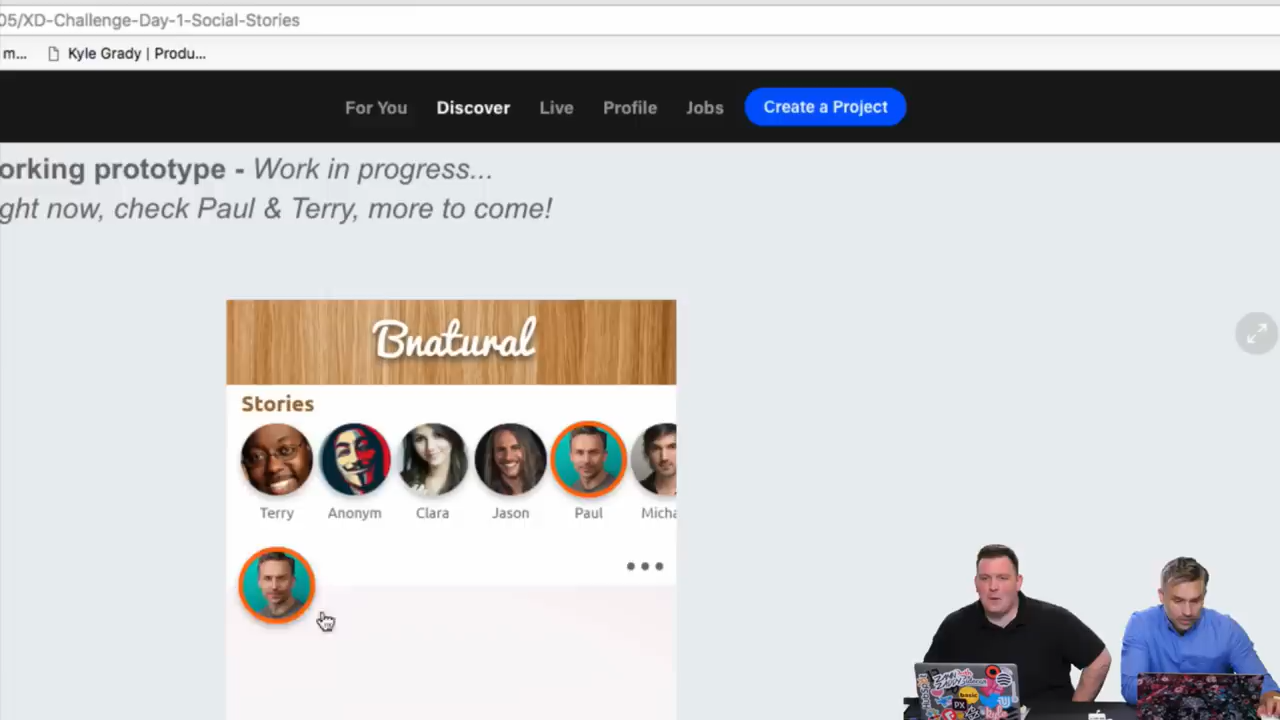 05/XD-Challenge-Day-1-Social-Stories
m... Kyle Grady | Produ...
For You Discover Live Profile Jobs Create a Project
orking prototype - Work in progress...
ght now, check Paul & Terry, more to come!
Bnatural
Stories
Terry Anonym Clara Jason Paul Micha